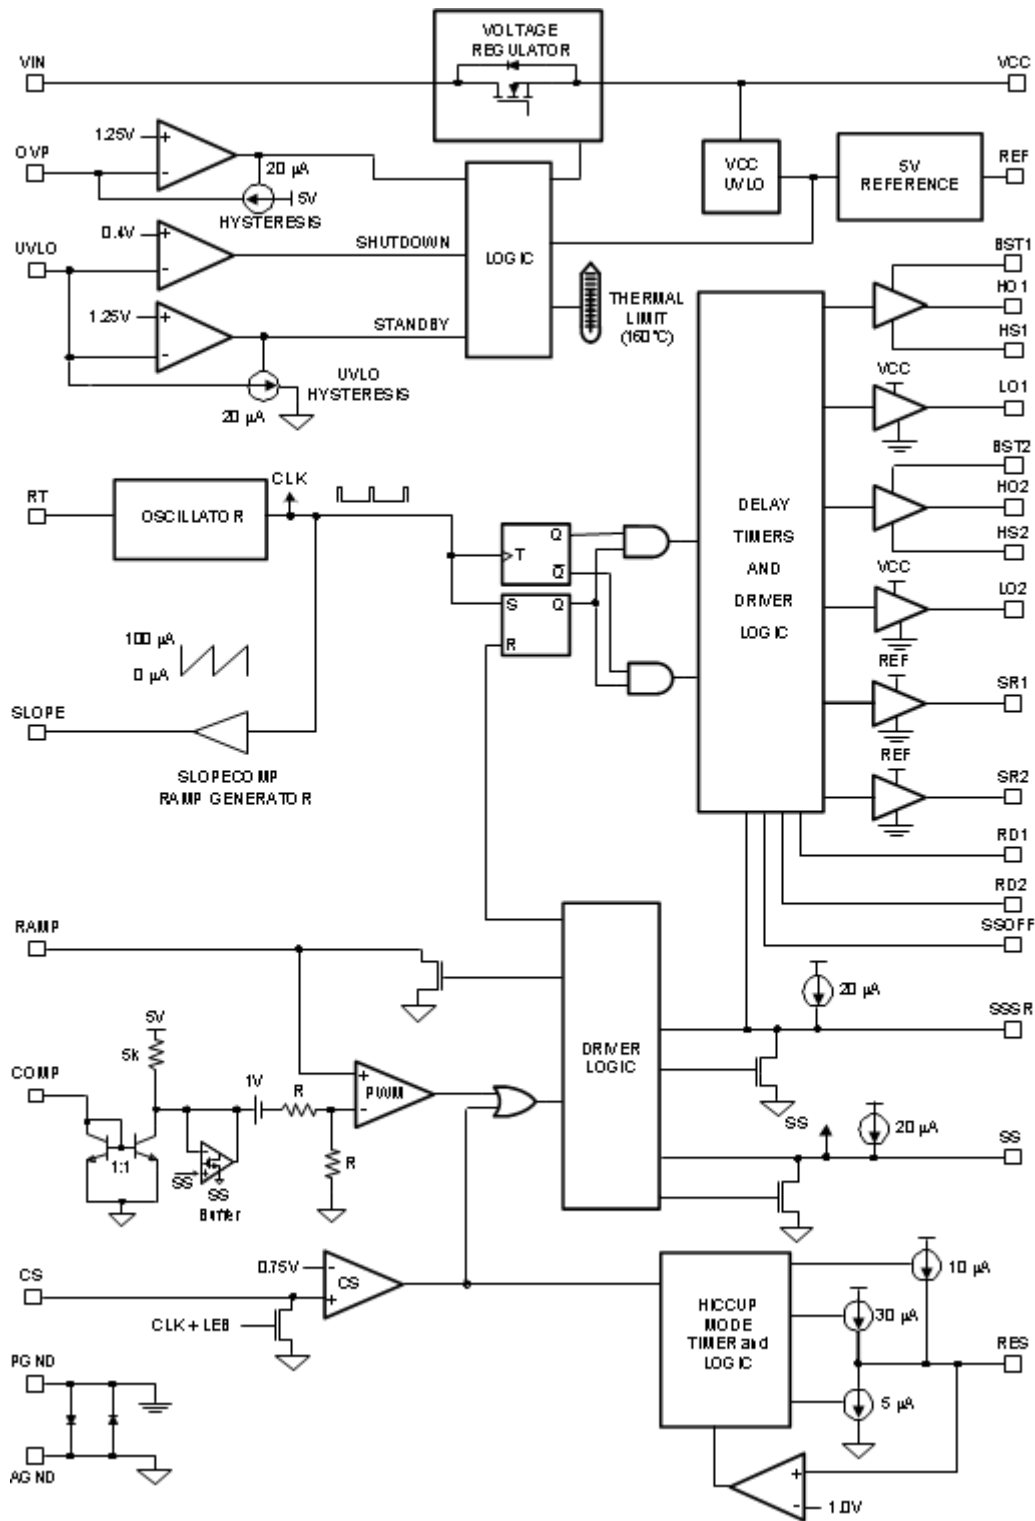 VOLTAGE
REGULATOR
VIN
VCC
1.25V
OVP
20 µA
5V
HYSTERESIS
VCC
UVLO
5V
REFERENCE
REF
0.4V
UVLO
SHUTDOWN
LOGIC
1.25V
STANDBY
THERMAL
LIMIT
(160°C)
UVLO
HYSTERESIS
20 µA
BST1
HO1
HS1
VCC
LO1
BST2
HO2
HS2
VCC
LO2
REF
SR1
REF
SR2
RD1
RD2
SSOFF
RT
OSCILLATOR
CLK
T
Q
Q
S
Q
R
DELAY
TIMERS
AND
DRIVER
LOGIC
100 µA
0 µA
SLOPE
SLOPECOMP
RAMP GENERATOR
RAMP
5V
5k
COMP
1:1
SS
SS
Buffer
1V
R
R
+
PWM
-
DRIVER
LOGIC
20 µA
SSSR
SS
20 µA
SS
0.75V
CS
CS
CLK + LEB
HICCUP
MODE
TIMER and
LOGIC
10 µA
30 µA
RES
5 µA
1.0V
PGND
AGND